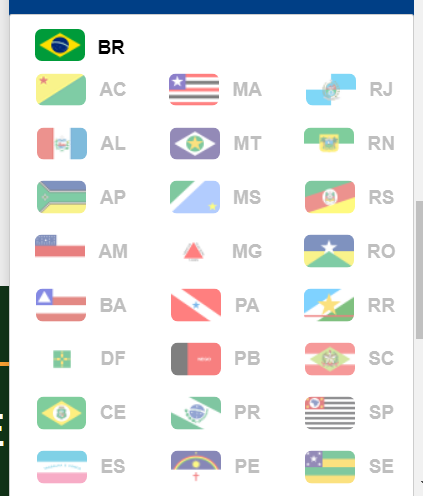 BR
AC MA RJ
AL MT RN
AP MS RS
AM MG RO
BA PA RR
DF PB SC
CE PR SP
ES PE SE